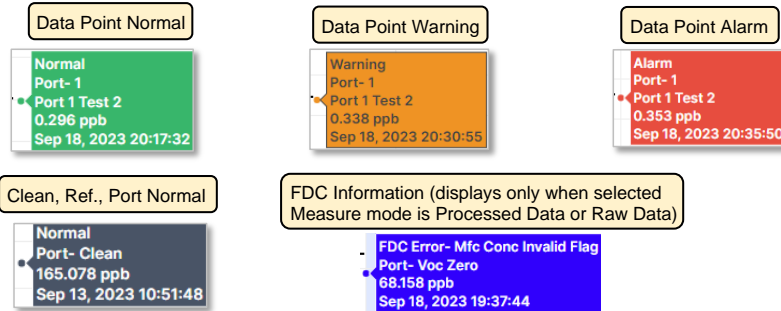 Data Point Normal
Data Point Warning
Data Point Alarm
Normal
Port- 1
Port 1 Test 2
0.296 ppb
Sep 18, 2023 20:17:32
Warning
Port- 1
Port 1 Test 2
0.338 ppb
Sep 18, 2023 20:30:55
Alarm
Port- 1
Port 1 Test 2
0.353 ppb
Sep 18, 2023 20:35:50
Clean, Ref., Port Normal
FDC Information (displays only when selected
Measure mode is Processed Data or Raw Data)
Normal
Port- Clean
165.078 ppb
Sep 13, 2023 10:51:48
FDC Error- Mfc Conc Invalid Flag
Port- Voc Zero
68.158 ppb
Sep 18, 2023 19:37:44